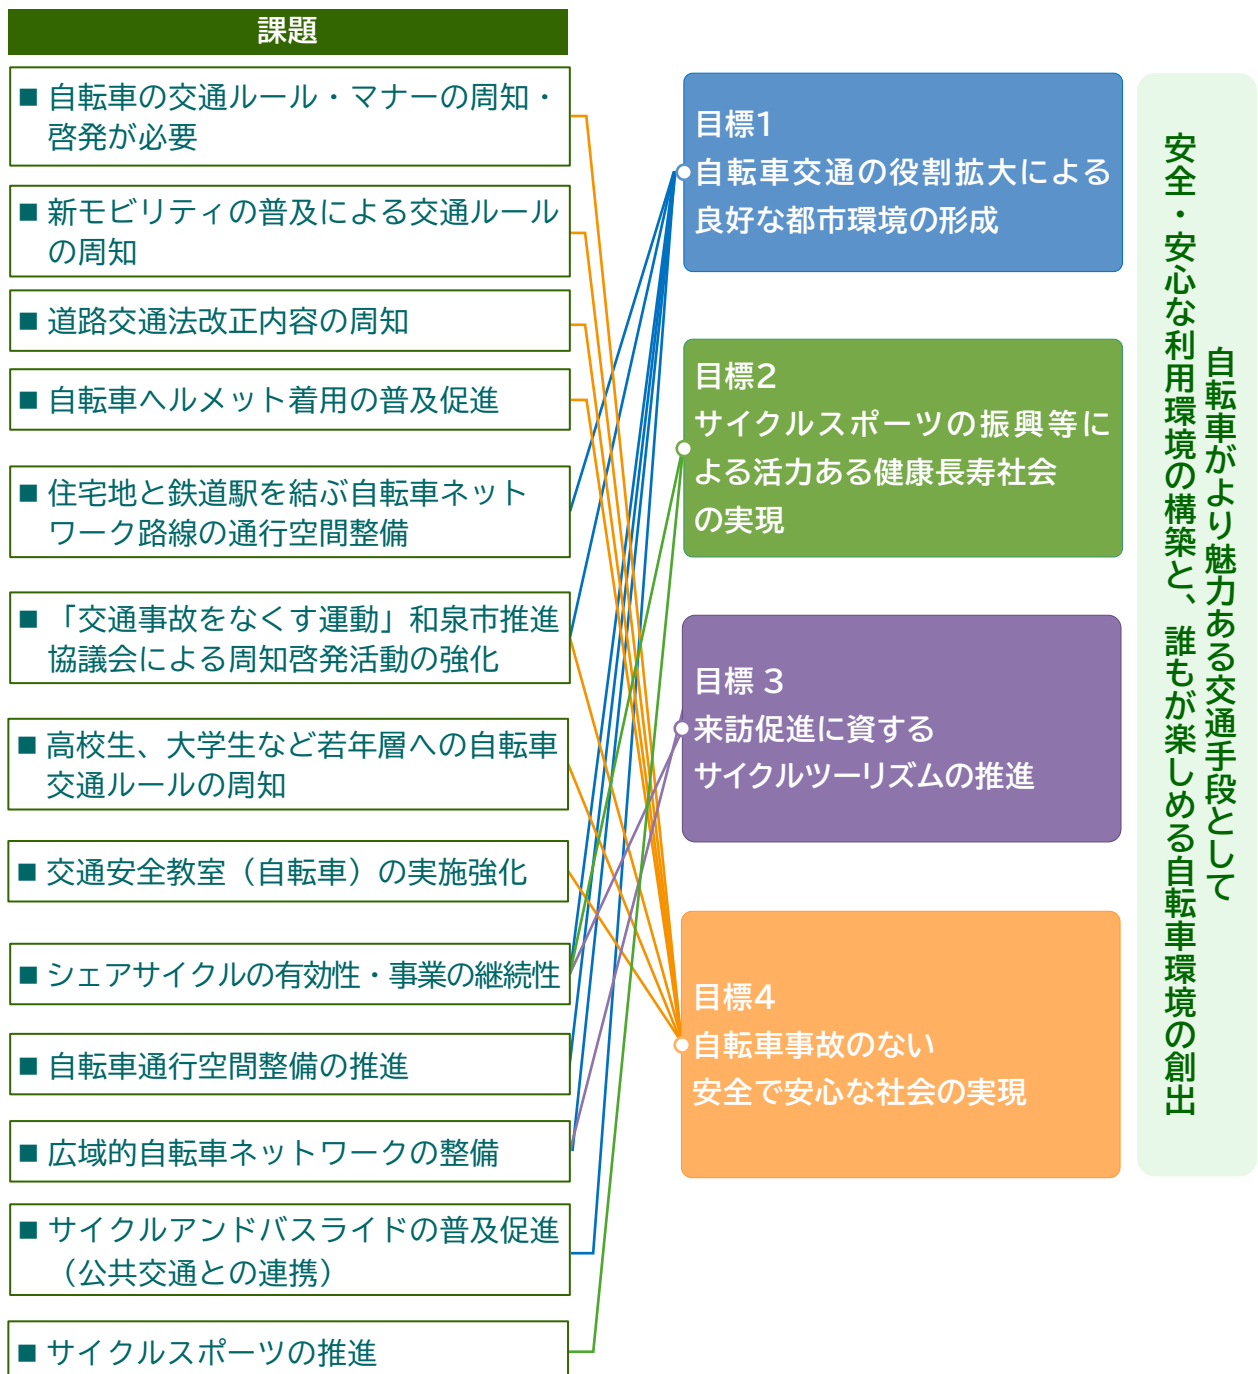 課題
■ 自転車の交通ルール・マナーの周知・
啓発が必要
■ 新モビリティの普及による交通ルール
の周知
■ 道路交通法改正内容の周知
■ 自転車ヘルメット着用の普及促進
■ 住宅地と鉄道駅を結ぶ自転車ネット
ワーク路線の通行空間整備
■ 「交通事故をなくす運動」和泉市推進
協議会による周知啓発活動の強化
■ 高校生、大学生など若年層への自転車
交通ルールの周知
■ 交通安全教室（自転車）の実施強化
■ シェアサイクルの有効性・事業の継続性
■ 自転車通行空間整備の推進
■ 広域的自転車ネットワークの整備
■ サイクルアンドバスライドの普及促進
（公共交通との連携）
■ サイクルスポーツの推進
目標1
自転車交通の役割拡大による
良好な都市環境の形成
目標2
サイクルスポーツの振興等に
よる活力ある健康長寿社会
の実現
目標 3
来訪促進に資する
サイクルツーリズムの推進
目標4
自転車事故のない
安全で安心な社会の実現
自転車がより魅力ある交通手段として
安全・安心な利用環境の構築と、誰もが楽しめる自転車環境の創出